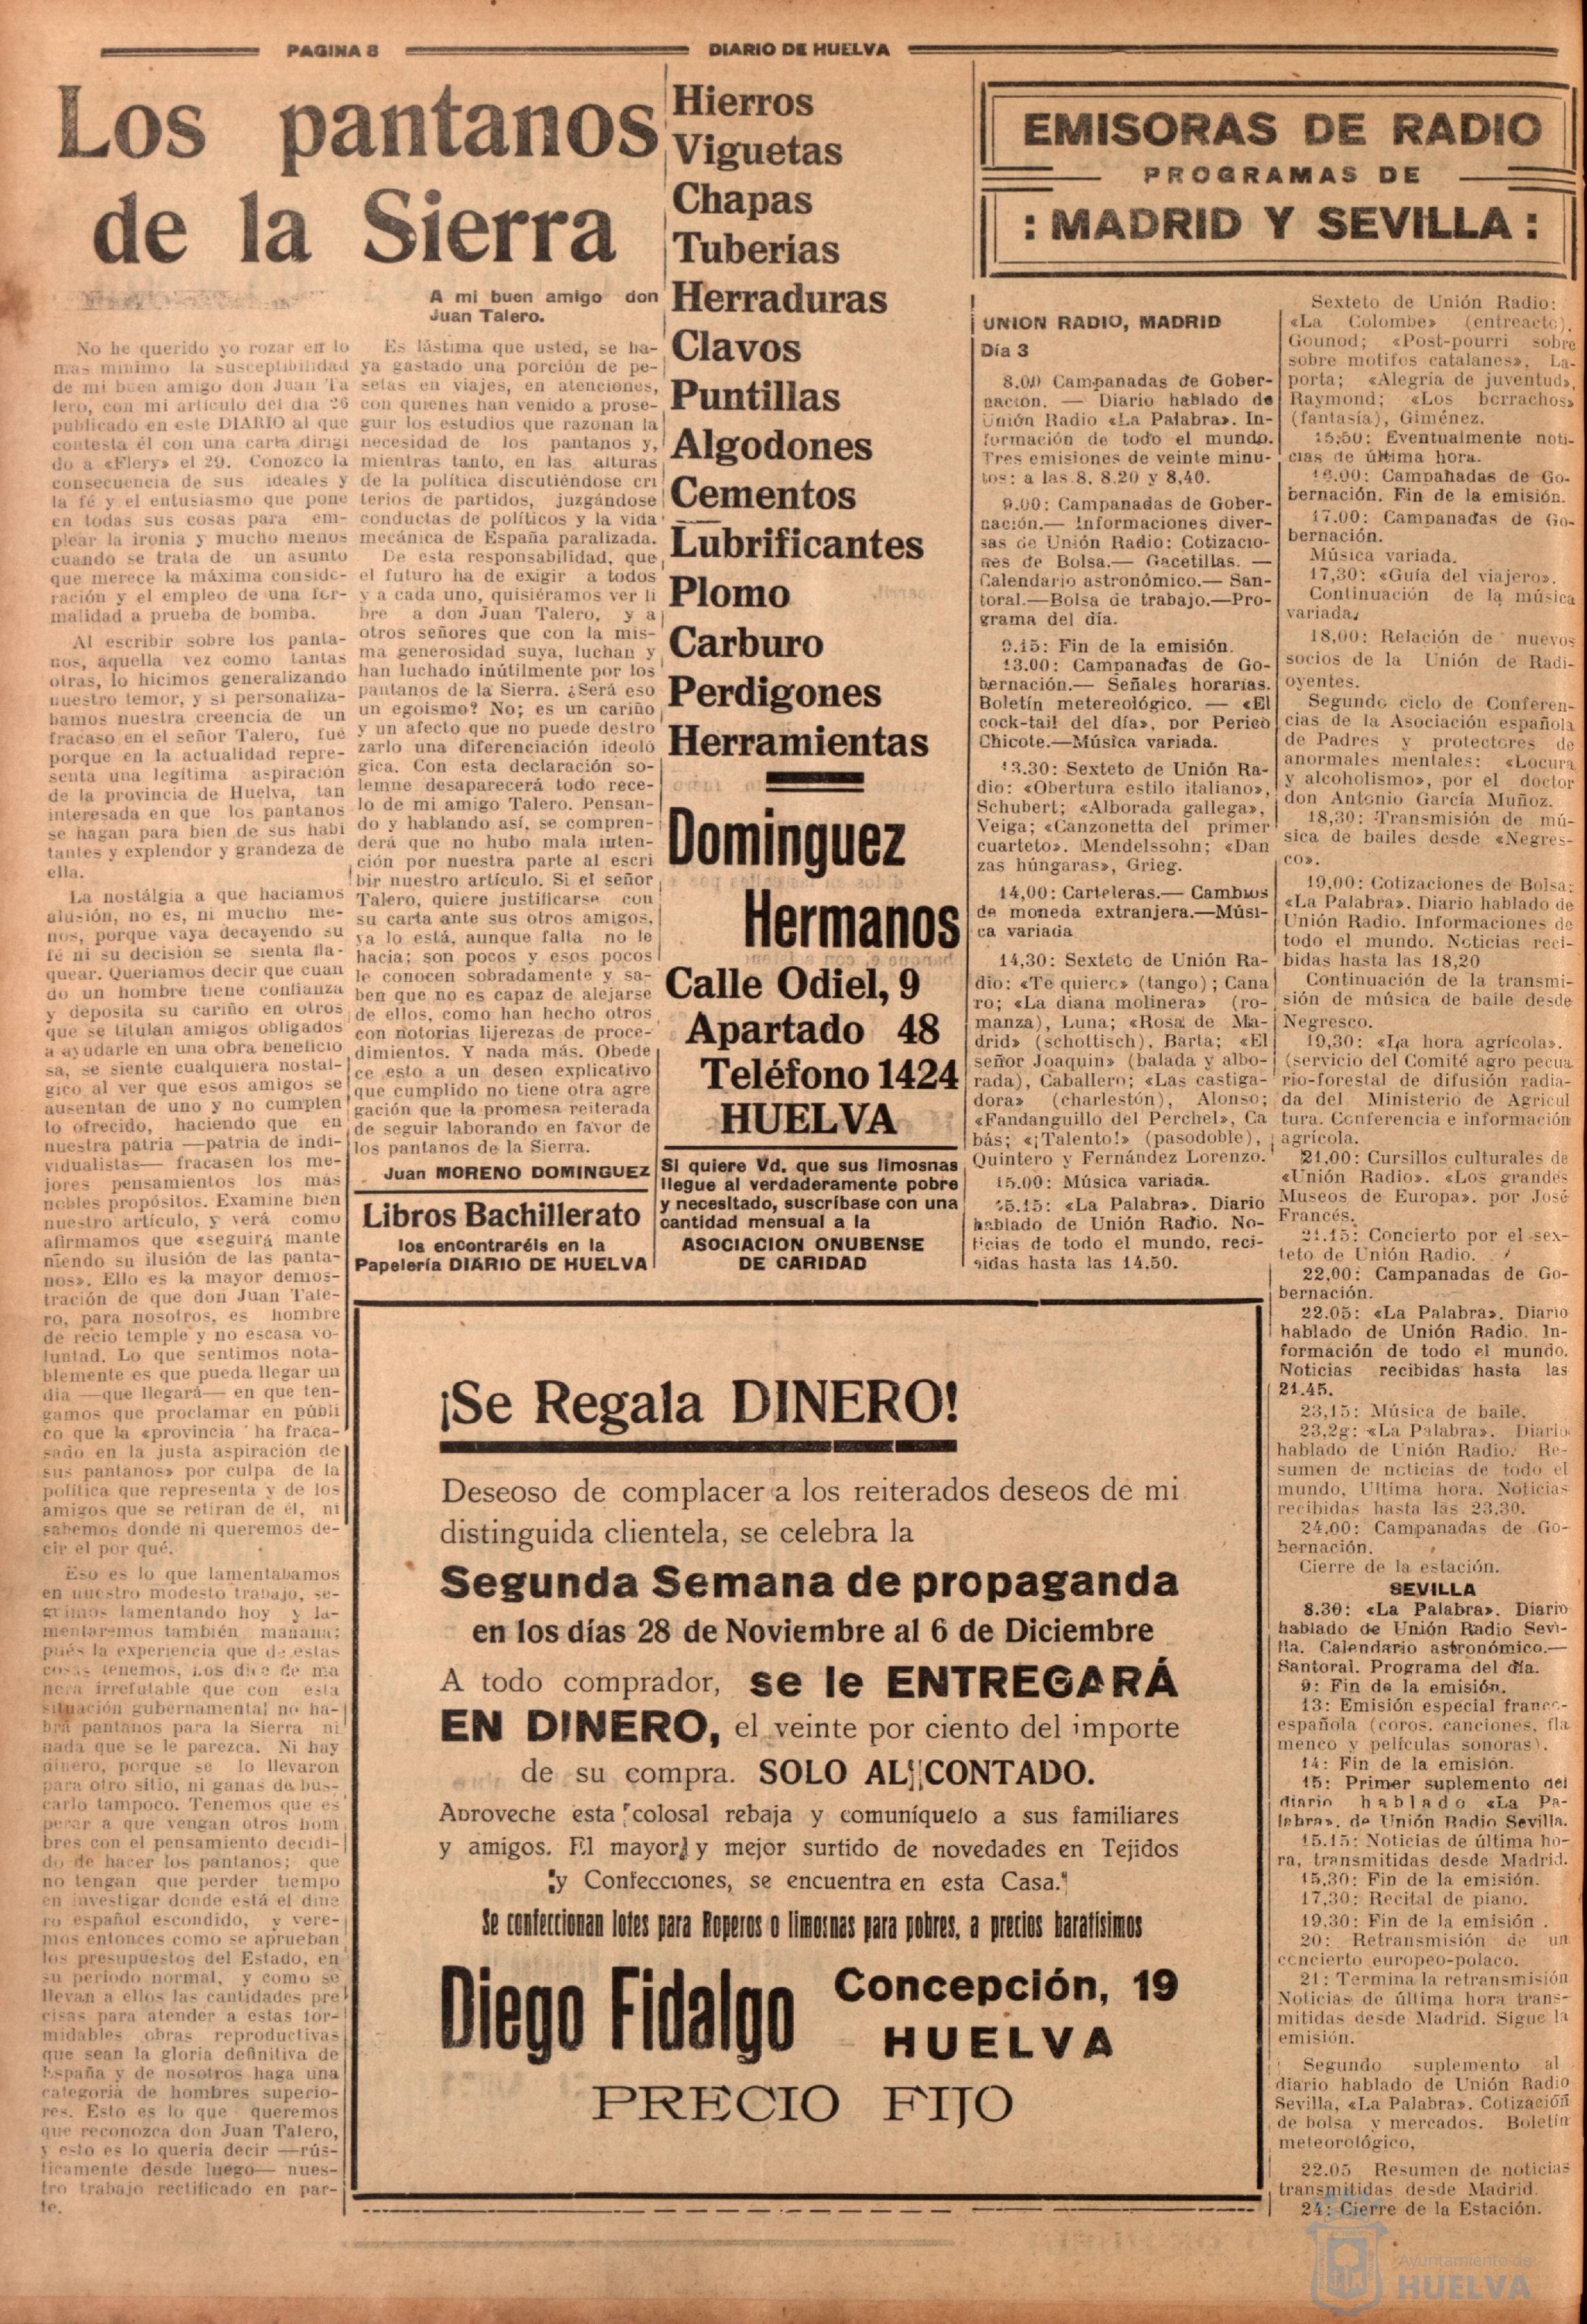 PAGINA 8
DIARIO DE HUELVA
Los pantanos
de la Sierra
A mi buen amigo don
Juan Talero.
No he querido yo rozar en lo
mas mínimo la susceptibilidad
de mi buen amigo don Juan Ta
lero, con mi artículo del día 26
publicado en este DIARIO al que
contesta él con una carta dirigi
do a «Flery» el 29. Conozco la
consecuencia de sus ideales y
la fé y el entusiasmo que pone
en todas sus cosas para em-
plear la ironía y mucho menos
cuando se trata de un asunto
que merece la máxima conside-
ración y el empleo de una for-
malidad a prueba de bomba.
Al escribir sobre los panta-
nos, aquella vez como tantas
otras, lo hicimos generalizando
nuestro temor, y si personaliza-
bamos nuestra creencia de un
fracaso en el señor Talero, fué
porque en la actualidad repre-
senta una legítima aspiración
de la provincia de Huelva, tan
interesada en que los pantanos
se hagan para bien de sus habi
tantes y explendor y grandeza de
ella.
La nostálgia a que hacíamos
alusión, no es, ni mucho me-
nos, porque vaya decayendo su
fé ni su decisión se sienta fla-
quear. Queríamos decir que cuan
do un hombre tiene confianza
y deposita su cariño en otros
que se titulan amigos obligados
a ayudarle en una obra beneficio
sa, se siente cualquiera nostal-
gico al ver que esos amigos se
ausentan de uno y no cumplen
lo ofrecido, haciendo que en
nuestra patria —patria de indi-
vidualistas— fracasen los me-
jores pensamientos los más
nobles propósitos. Examine bien
nuestro artículo, y verá como
afirmamos que «seguirá mante
niendo su ilusión de las panta-
nos». Ello es la mayor demos-
tración de que don Juan Tale-
ro, para nosotros, es hombre
de recio temple y no escasa vo-
luntad. Lo que sentimos nota-
blemente es que pueda llegar un
día —que llegará— en que ten-
gamos que proclamar en públi
co que la «provincia ha fraca-
sado en la justa aspiración de
sus pantanos» por culpa de la
política que representa y de los
amigos que se retiran de él, ni
sabemos donde ni queremos de-
cir el por qué.
Eso es lo que lamentabamos
en nuestro modesto trabajo, se-
guimos lamentando hoy y la-
mentaremos también mañana;
pués la experiencia que de estas
cosas tenemos, nos dice de ma
nera irrefutable que con esta
situación gubernamental no ha-
brá pantanos para la Sierra ni
nada que se le parezca. Ni hay
dinero, porque se lo llevaron
para otro sitio, ni ganas de bus-
carlo tampoco. Tenemos que es
perar a que vengan otros hom
bres con el pensamiento decidi-
do de hacer los pantanos; que
no tengan que perder tiempo
en investigar donde está el dine
ro español escondido, y vere-
mos entonces como se aprueban
los presupuestos del Estado, en
su período normal, y como se
llevan a ellos las cantidades pre
cisas para atender a estas for-
midables obras reproductivas
que sean la gloria definitiva de
España y de nosotros haga una
categoría de hombres superio-
res. Esto es lo que queremos
que reconozca don Juan Talero,
y esto es lo quería decir —rús-
ticamente desde luego— nues-
tro trabajo rectificado en par-
te.
Es lástima que usted, se ha-
ya gastado una porción de pe-
setas en viajes, en atenciones,
con quienes han venido a prose-
guir los estudios que razonan la
necesidad de los pantanos y,
mientras tanto, en las alturas
de la política discutiéndose cri
terios de partidos, juzgándose
conductas de políticos y la vida
mecánica de España paralizada.
De esta responsabilidad, que
el futuro ha de exigir a todos
y a cada uno, quisiéramos ver li
bre a don Juan Talero, y a
otros señores que con la mis-
ma generosidad suya, luchan y
han luchado inútilmente por los
pantanos de la Sierra. ¿Será eso
un egoísmo? No; es un cariño
y un afecto que no puede destro
zarlo una diferenciación ideoló
gica. Con esta declaración so-
lemne desaparecerá todo rece-
lo de mi amigo Talero. Pensan-
do y hablando así, se compren-
derá que no hubo mala inten-
ción por nuestra parte al escri
bir nuestro artículo. Si el señor
Talero, quiere justificarse con
su carta ante sus otros amigos,
ya lo está, aunque falta no le
hacía; son pocos y esos pocos
le conocen sobradamente y sa-
ben que no es capaz de alejarse
de ellos, como han hecho otros
con notorias lijerezas de proce-
dimientos. Y nada más. Obede
ce esto a un deseo explicativo
que cumplido no tiene otra agre
gación que la promesa reiterada
de seguir laborando en favor de
los pantanos de la Sierra.
Juan MORENO DOMINGUEZ
Libros Bachillerato
los encontraréis en la
Papelería DIARIO DE HUELVA
Hierros
Viguetas
Chapas
Tuberías
Herraduras
Clavos
Puntillas
Algodones
Cementos
Lubrificantes
Plomo
Carburo
Perdigones
Herramientas
Dominguez
Hermanos
Calle Odiel, 9
Apartado 48
Teléfono 1424
HUELVA
Si quiere Vd. que sus limosnas
llegue al verdaderamente pobre
y necesitado, suscríbase con una
cantidad mensual a la
ASOCIACION ONUBENSE
DE CARIDAD
EMISORAS DE RADIO
PROGRAMAS DE
: MADRID Y SEVILLA :
UNION RADIO, MADRID
Día 3
8.00 Campanadas de Gober-
nación. — Diario hablado de
Unión Radio «La Palabra». In-
formación de todo el mundo.
Tres emisiones de veinte minu-
tos: a las 8, 8.20 y 8,40.
9.00: Campanadas de Gober-
nación.— Informaciones diver-
sas de Unión Radio: Cotizacio-
nes de Bolsa.— Gacetillas. —
Calendario astronómico.— San-
toral.—Bolsa de trabajo.—Pro-
grama del día.
9.15: Fin de la emisión.
13.00: Campanadas de Go-
bernación.— Señales horarias.
Boletín metereológico. — «El
cock-tail del día», por Perico
Chicote.—Música variada.
13.30: Sexteto de Unión Ra-
dio: «Obertura estilo italiano»,
Schubert; «Alborada gallega»,
Veiga; «Canzonetta del primer
cuarteto», Mendelssohn; «Dan
zas húngaras», Grieg.
14,00: Carteleras.— Cambios
de moneda extranjera.—Músi-
ca variada
14,30: Sexteto de Unión Ra-
dio: «Te quiero» (tango); Cana
ro; «La diana molinera» (ro-
manza), Luna; «Rosa de Ma-
drid» (schottisch), Barta; «El
señor Joaquin» (balada y albo-
rada), Caballero; «Las castiga-
dora» (charlestón), Alonso;
«Fandanguillo del Perchel», Ca
bás; «¡Talento!» (pasodoble),
Quintero y Fernández Lorenzo.
15.00: Música variada.
15.15: «La Palabra». Diario
hablado de Unión Radio. No-
ticias de todo el mundo, reci-
bidas hasta las 14,50.
Sexteto de Unión Radio:
«La Colombe» (entreacto),
Gounod; «Post-pourri sobre
sobre motifos catalanes», La-
porta; «Alegría de juventud»,
Raymond; «Los borrachos»
(fantasía), Giménez.
15,50: Eventualmente noti-
cias de última hora.
16.00: Campanadas de Go-
bernación. Fin de la emisión.
17.00: Campanadas de Go-
bernación.
Música variada.
17,30: «Guía del viajero».
Continuación de la música
variada.
18,00: Relación de nuevos
socios de la Unión de Radi-
oyentes.
Segundo ciclo de Conferen-
cias de la Asociación española
de Padres y protectores de
anormales mentales: «Locura
y alcoholismo», por el doctor
don Antonio García Muñoz.
18,30: Transmisión de mú-
sica de bailes desde «Negres-
co».
19,00: Cotizaciones de Bolsa:
«La Palabra». Diario hablado de
Unión Radio. Informaciones de
todo el mundo. Noticias reci-
bidas hasta las 18,20
Continuación de la transmi-
sión de música de baile desde
Negresco.
19,30: «La hora agrícola».
(servicio del Comité agro pecua
rio-forestal de difusión radia-
da del Ministerio de Agricul
tura. Conferencia e información
agrícola.
21,00: Cursillos culturales de
«Unión Radio». «Los grandes
Museos de Europa». por José
Francés.
21.15: Concierto por el sex-
teto de Unión Radio.
22,00: Campanadas de Go-
bernación.
22.05: «La Palabra». Diario
hablado de Unión Radio. In-
formación de todo el mundo.
Noticias recibidas hasta las
21.45.
23,15: Música de baile.
23,2g: «La Palabra». Diario
hablado de Unión Radio. Re-
sumen de noticias de todo el
mundo, Ultima hora. Noticias
recibidas hasta las 23,30.
24,00: Campanadas de Go-
bernación.
Cierre de la estación.
SEVILLA
8.30: «La Palabra». Diario
hablado de Unión Radio Sevi-
lla. Calendario astronómico.—
Santoral. Programa del día.
9: Fin de la emisión.
13: Emisión especial franco-
española (coros. canciones, fla
menco y películas sonoras).
14: Fin de la emisión.
15: Primer suplemento del
diario hablado «La Pa-
labra», de Unión Radio Sevilla.
15.15: Noticias de última ho-
ra, transmitidas desde Madrid.
15,30: Fin de la emisión.
17,30: Recital de piano.
19,30: Fin de la emisión .
20: Retransmisión de un
concierto europeo-polaco.
21: Termina la retransmisión
Noticias de última hora trans-
mitidas desde Madrid. Sigue la
emisión.
Segundo suplemento al
diario hablado de Unión Radio
Sevilla, «La Palabra». Cotización
de bolsa y mercados. Boletín
meteorológico,
22.05 Resumen de noticias
transmitidas desde Madrid.
24: Cierre de la Estación.
¡Se Regala DINERO!
Deseoso de complacer a los reiterados deseos de mi
distinguida clientela, se celebra la
Segunda Semana de propaganda
en los días 28 de Noviembre al 6 de Diciembre
A todo comprador, se le ENTREGARÁ
EN DINERO, el veinte por ciento del importe
de su compra. SOLO AL CONTADO.
Aproveche esta colosal rebaja y comuníquelo a sus familiares
y amigos. El mayor y mejor surtido de novedades en Tejidos
y Confecciones, se encuentra en esta Casa.
Se confeccionan lotes para Roperos o limosnas para pobres, a precios baratísimos
Diego Fidalgo
Concepción, 19
HUELVA
PRECIO FIJO
Ayuntamiento de
HUELVA